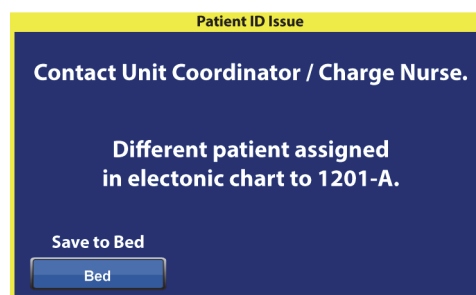 Patient ID Issue
Contact Unit Coordinator / Charge Nurse.
Different patient assigned
in electonic chart to 1201-A.
Save to Bed
Bed